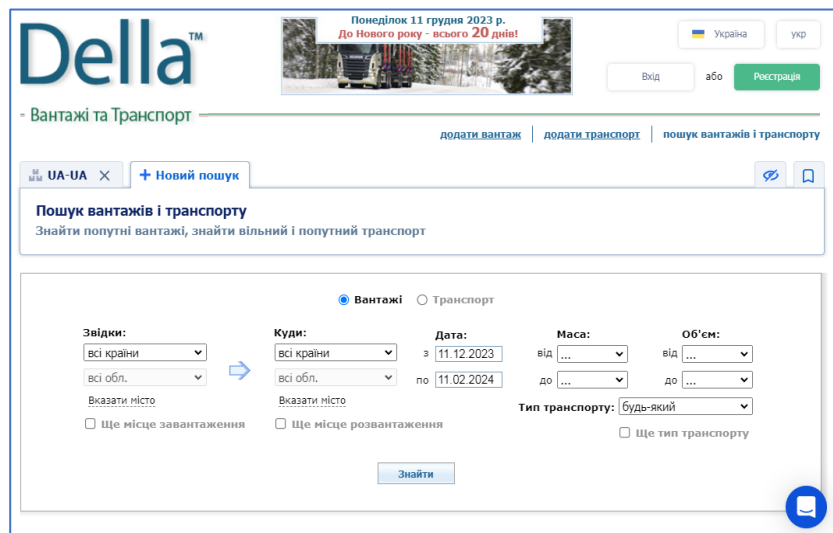 Della™
Понеділок 11 грудня 2023 р.
До Нового року - всього 20 днів!
Україна
укр
Вхід
або
Реєстрація
Вантажі та Транспорт
додати вантаж
додати транспорт
пошук вантажів і транспорту
UA-UA
+ Новий пошук
Пошук вантажів і транспорту
Знайти попутні вантажі, знайти вільний і попутний транспорт
Вантажі
Транспорт
Звідки:
всі країни
всі обл.
Вказати місто
Ще місце завантаження
Куди:
всі країни
всі обл.
Вказати місто
Ще місце розвантаження
Дата:
з 11.12.2023
по 11.02.2024
Маса:
від ...
до ...
Об'єм:
від ...
до ...
Тип транспорту: будь-який
Ще тип транспорту
Знайти